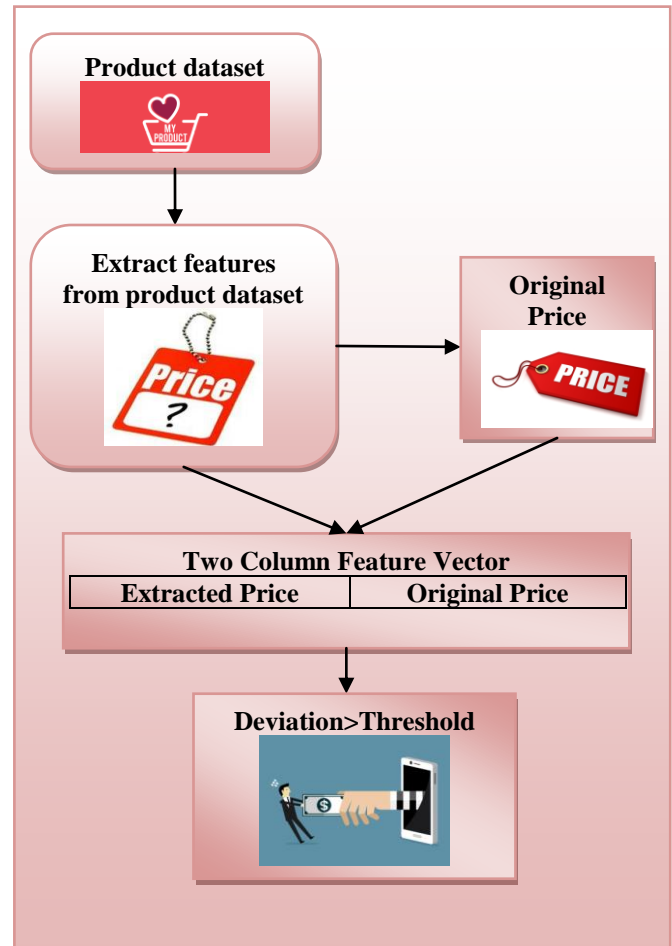 Product dataset
MY
PRODUCT
Extract features
from product dataset
Price
?
Original
Price
PRICE
Two Column Feature Vector
Extracted Price
Original Price
Deviation>Threshold
$